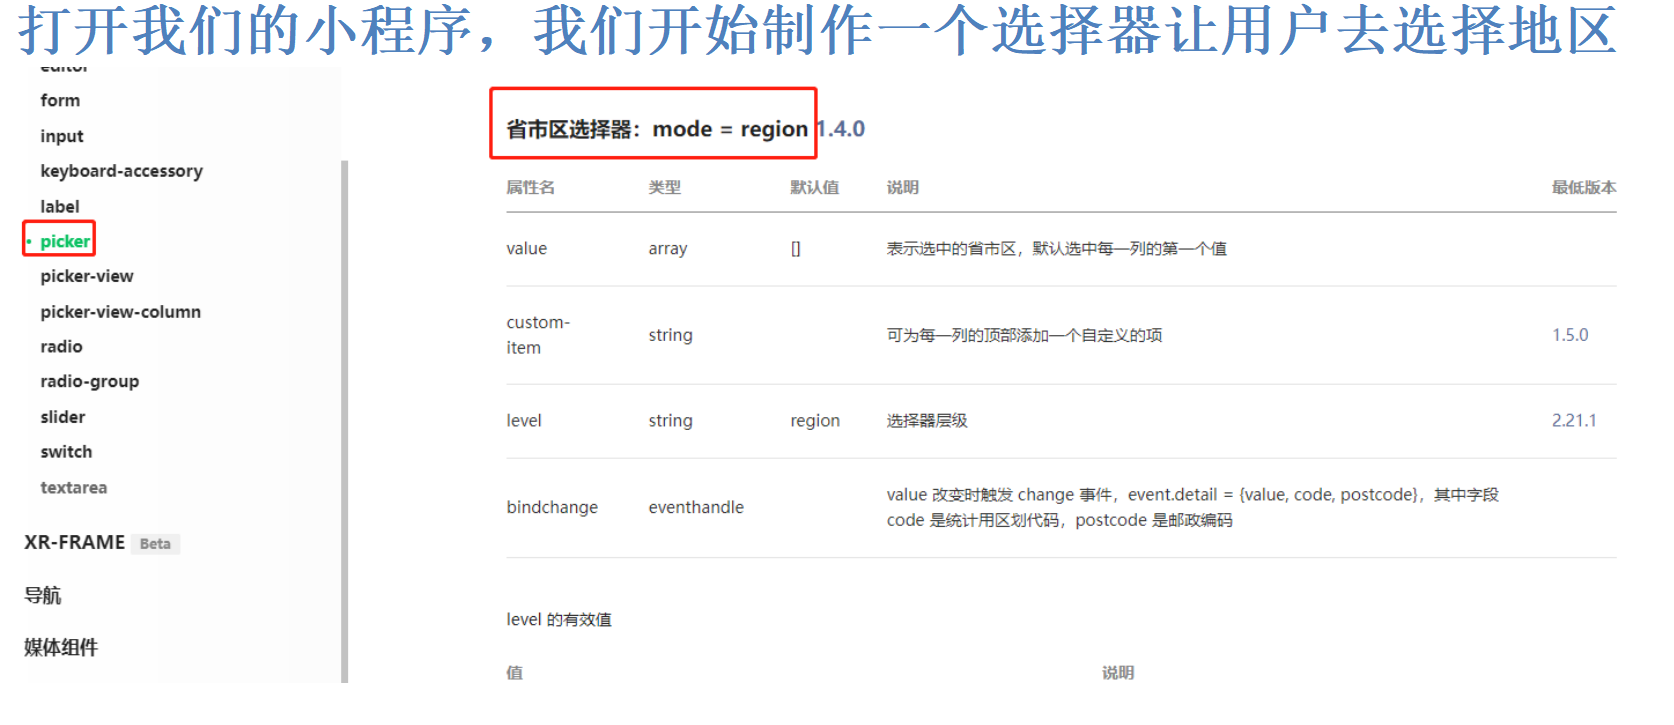 打开我们的小程序，我们开始制作一个选择器让用户去选择地区
editor
form
input
keyboard-accessory
label
picker
picker-view
picker-view-column
radio
radio-group
slider
switch
textarea
XR-FRAME Beta
导航
媒体组件
省市区选择器：mode = region 1.4.0
属性名 类型 默认值 说明 最低版本
value array [] 表示选中的省市区，默认选中每一列的第一个值
custom-
item string 可为每一列的顶部添加一个自定义的项 1.5.0
level string region 选择器层级 2.21.1
bindchange eventhandle value 改变时触发 change 事件，event.detail = {value, code, postcode}，其中字段
code 是统计用区划代码，postcode 是邮政编码
level 的有效值
值 说明